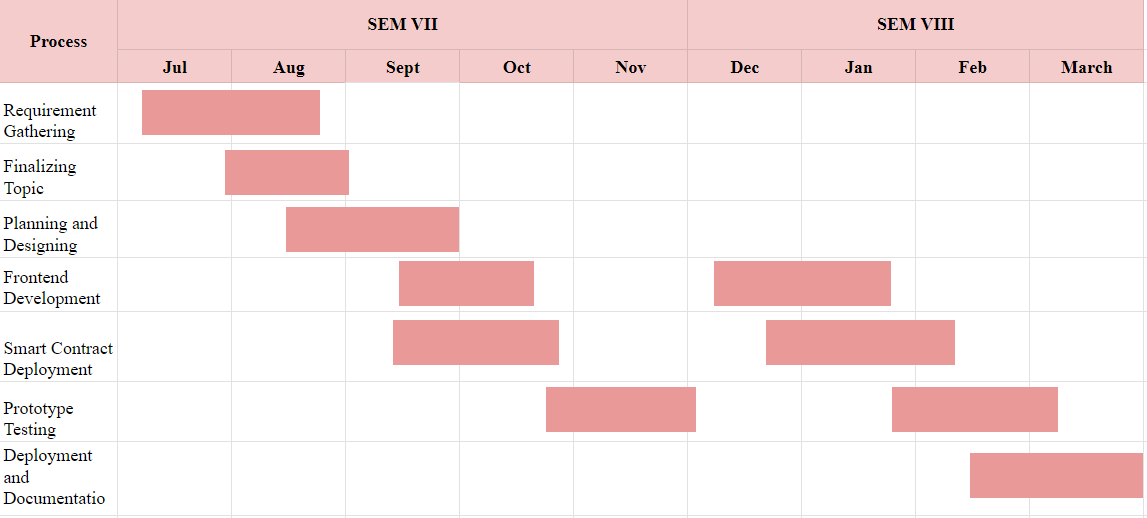 SEM VII
SEM VIII
Process
Jul
Aug
Sept
Oct
Nov
Dec
Jan
Feb
March
Requirement
Gathering
Finalizing
Topic
Planning and
Designing
Frontend
Development
Smart Contract
Deployment
Prototype
Testing
Deployment
and
Documentatio